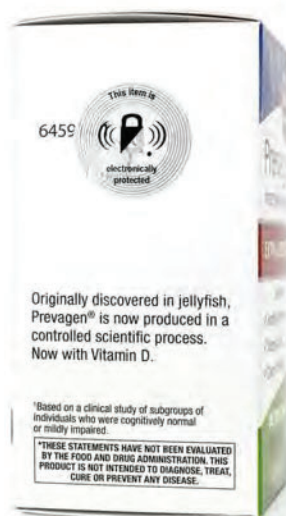 This item is
6459
electronically
protected
Originally discovered in jellyfish,
Prevagen® is now produced in a
controlled scientific process.
Now with Vitamin D.
†Based on a clinical study of subgroups of
individuals who were cognitively normal
or mildly impaired.
*THESE STATEMENTS HAVE NOT BEEN EVALUATED
BY THE FOOD AND DRUG ADMINISTRATION. THIS
PRODUCT IS NOT INTENDED TO DIAGNOSE, TREAT,
CURE OR PREVENT ANY DISEASE.